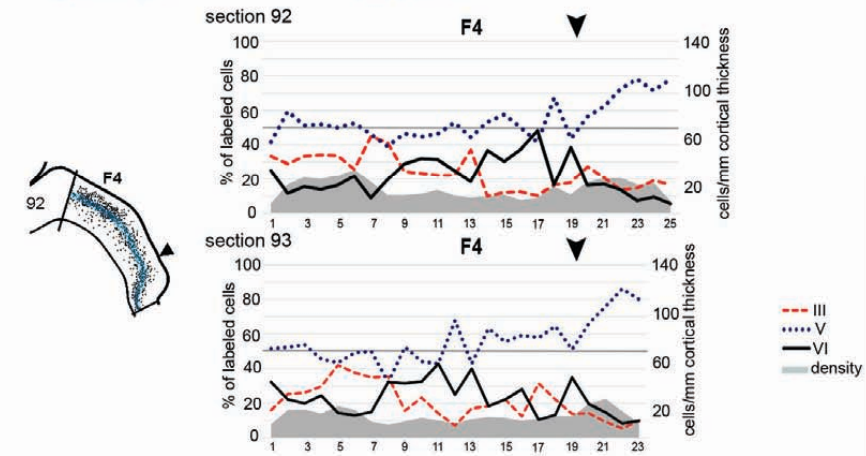 section 92
F4
100
80
60
40
20
0
% of labeled cells
140
100
60
20
cells/mm cortical thickness
1 3 5 7 9 11 13 15 17 19 21 23 25
F4
92
section 93
F4
100
80
60
40
20
0
% of labeled cells
140
100
60
20
cells/mm cortical thickness
1 3 5 7 9 11 13 15 17 19 21 23
III
V
VI
density